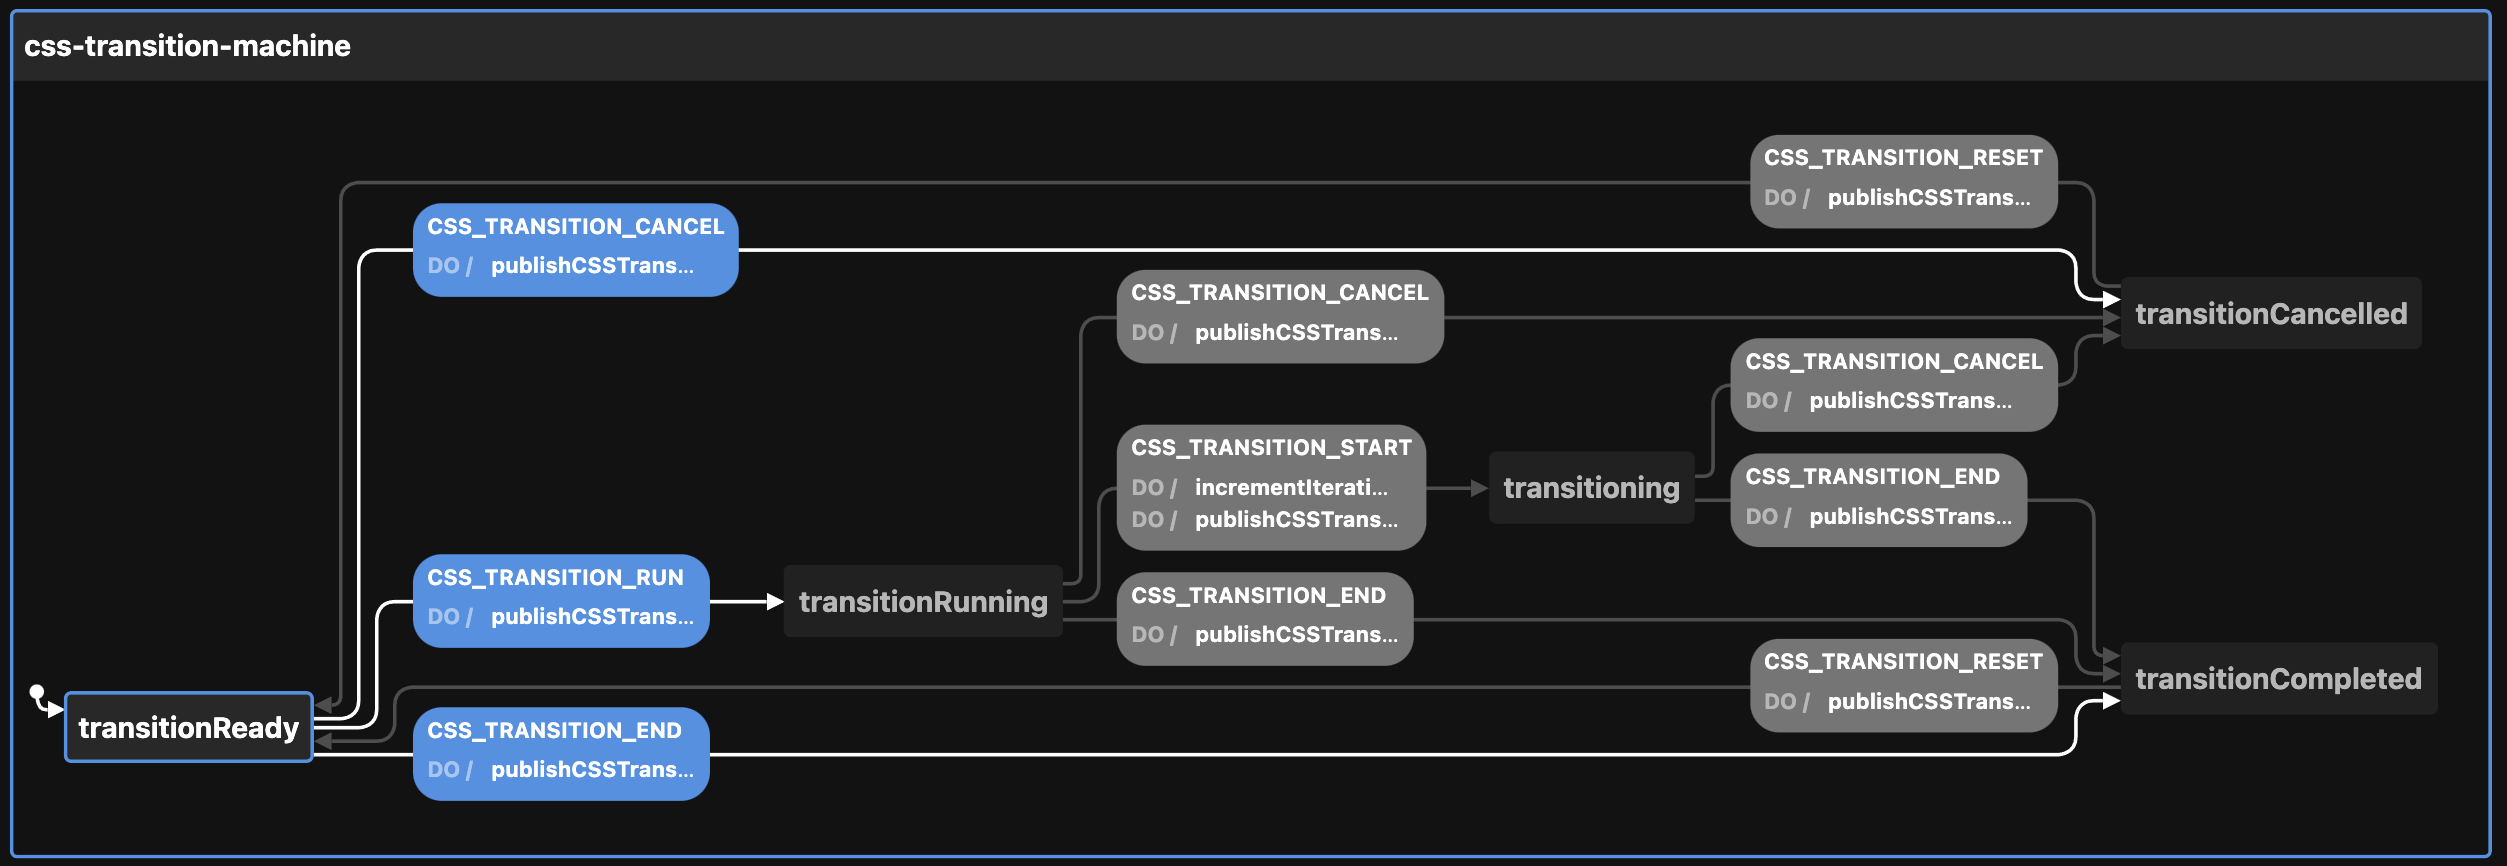 css-transition-machine
CSS_TRANSITION_RESET
DO / publishCSSTrans...
CSS_TRANSITION_CANCEL
DO / publishCSSTrans...
CSS_TRANSITION_CANCEL
DO / publishCSSTrans...
transitionCancelled
CSS_TRANSITION_CANCEL
DO / publishCSSTrans...
CSS_TRANSITION_START
DO / incrementIterati...
DO / publishCSSTrans...
transitioning
CSS_TRANSITION_END
DO / publishCSSTrans...
CSS_TRANSITION_RUN
DO / publishCSSTrans...
transitionRunning
CSS_TRANSITION_END
DO / publishCSSTrans...
CSS_TRANSITION_RESET
DO / publishCSSTrans...
transitionCompleted
transitionReady
CSS_TRANSITION_END
DO / publishCSSTrans...